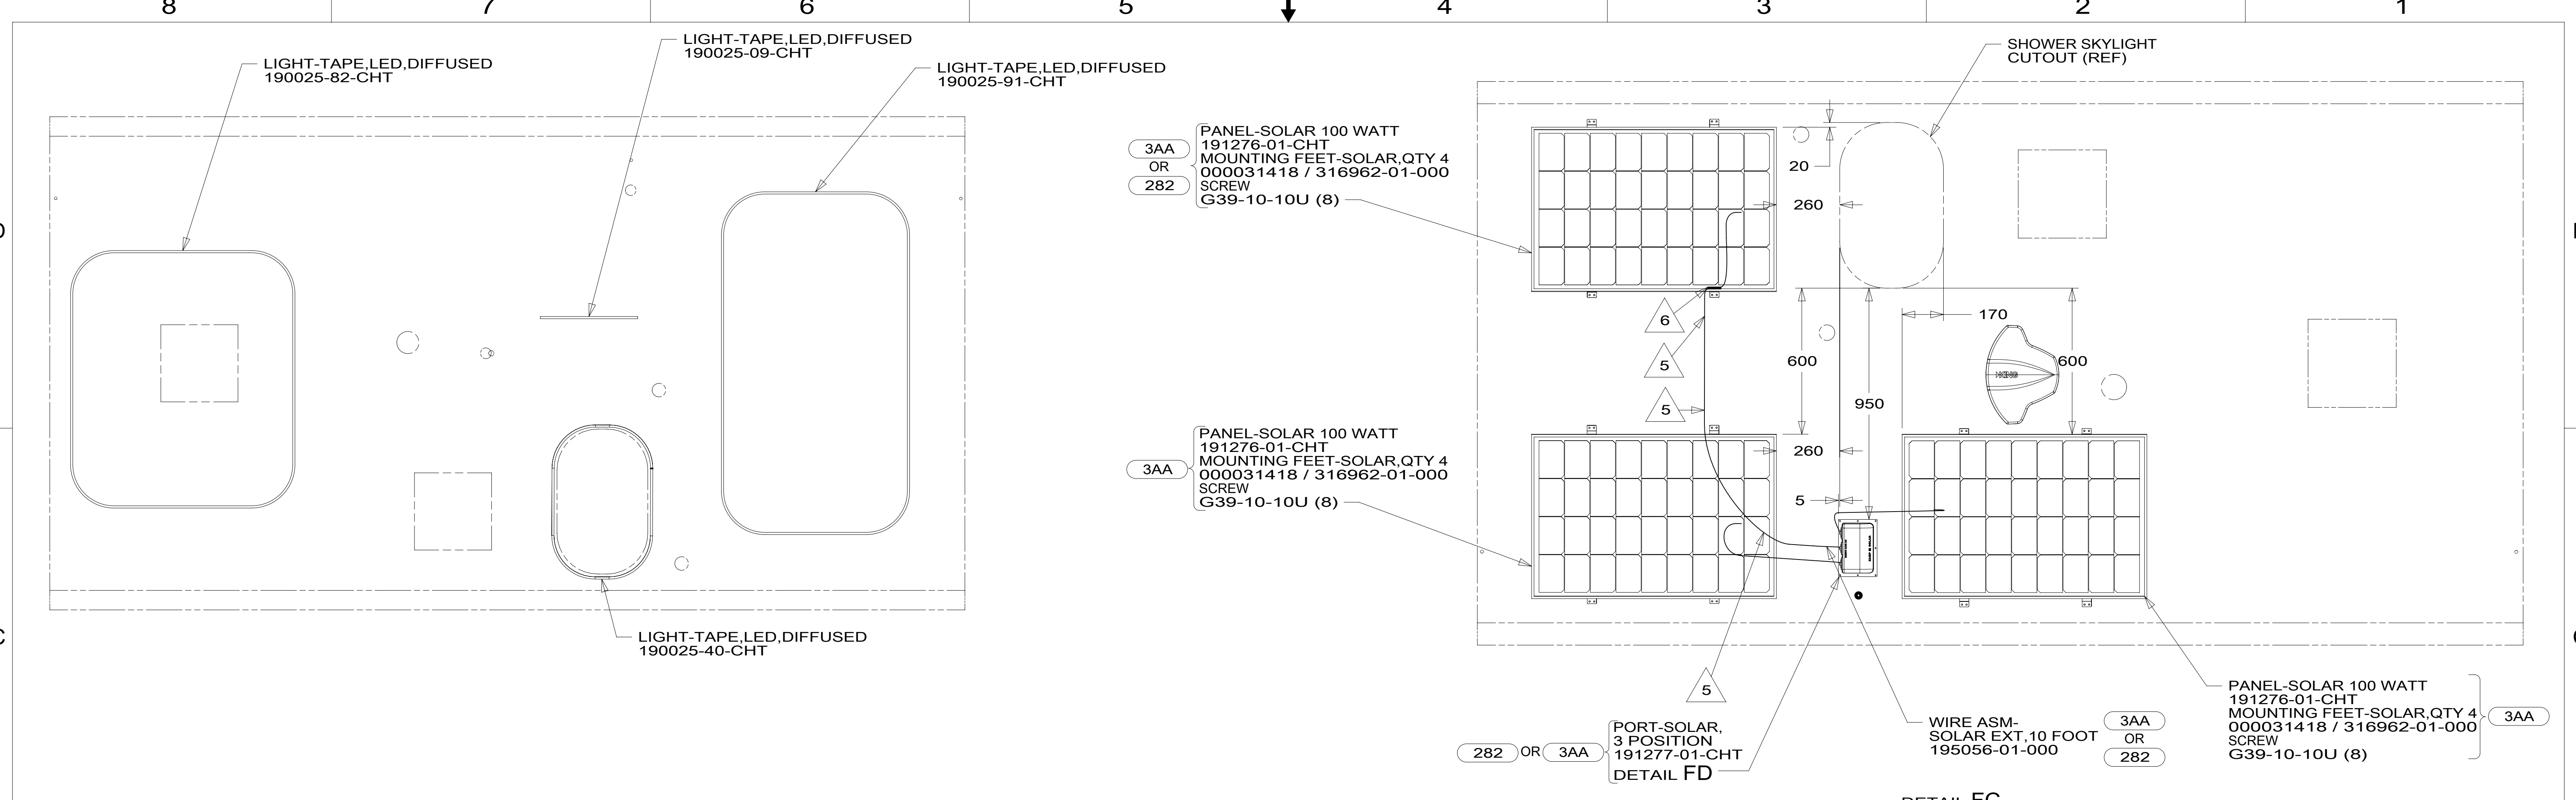 8
7
6
5
4
3
2
1
LIGHT-TAPE,LED,DIFFUSED
190025-82-CHT
LIGHT-TAPE,LED,DIFFUSED
190025-09-CHT
LIGHT-TAPE,LED,DIFFUSED
190025-91-CHT
LIGHT-TAPE,LED,DIFFUSED
190025-40-CHT
SHOWER SKYLIGHT
CUTOUT (REF)
3AA
OR
282
PANEL-SOLAR 100 WATT
191276-01-CHT
MOUNTING FEET-SOLAR,QTY 4
000031418 / 316962-01-000
SCREW
G39-10-10U (8)
20
260
170
6
5
5
600
600
950
KING
3AA
PANEL-SOLAR 100 WATT
191276-01-CHT
MOUNTING FEET-SOLAR,QTY 4
000031418 / 316962-01-000
SCREW
G39-10-10U (8)
260
5
5
282 OR 3AA
PORT-SOLAR,
3 POSITION
191277-01-CHT
DETAIL FD
WIRE ASM-
SOLAR EXT,10 FOOT
195056-01-000
3AA
OR
282
PANEL-SOLAR 100 WATT
191276-01-CHT
MOUNTING FEET-SOLAR,QTY 4
000031418 / 316962-01-000
SCREW
G39-10-10U (8)
3AA
DETAIL FC